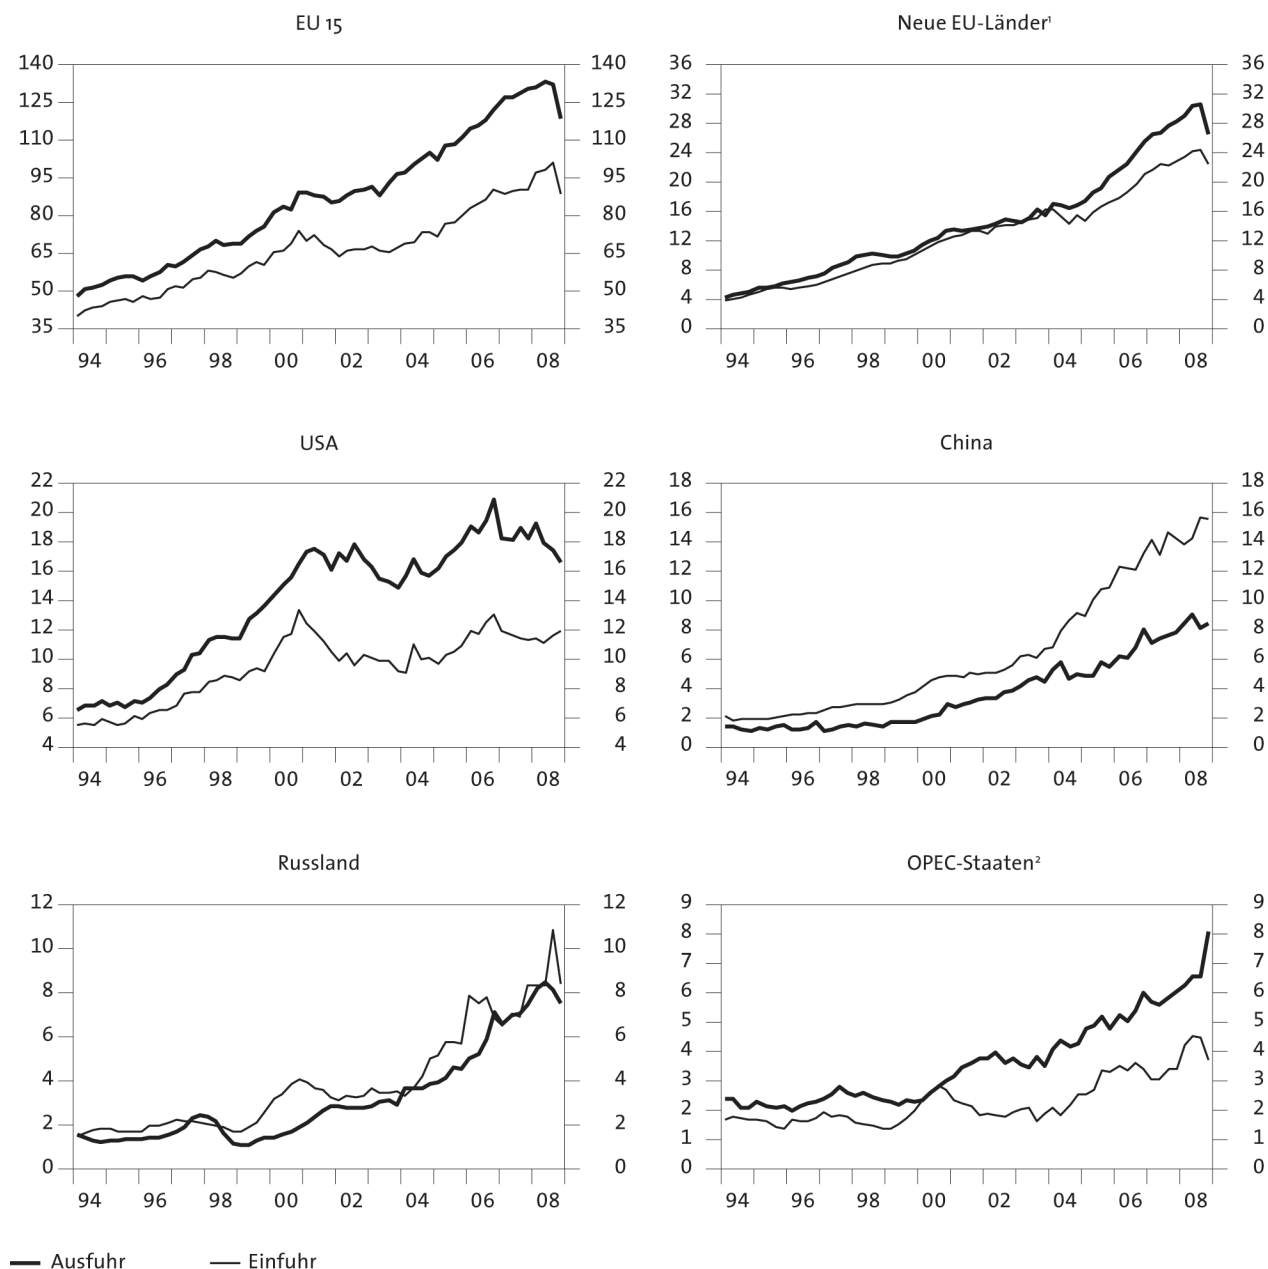 EU 15
Neue EU-Länder¹
140 140 36 36
125 125 32 32
110 110 28 28
95 95 24 24
80 80 20 20
65 65 16 16
50 50 12 12
35 35 8 8
4 4
0 0
94 96 98 00 02 04 06 08
94 96 98 00 02 04 06 08
USA
China
22 22 18 18
20 20 16 16
18 18 14 14
16 16 12 12
14 14 10 10
12 12 8 8
10 10 6 6
8 8 4 4
6 6 2 2
4 4 0 0
94 96 98 00 02 04 06 08
94 96 98 00 02 04 06 08
Russland
OPEC-Staaten²
12 12 9 9
10 10 8 8
8 8 7 7
6 6 6 6
4 4 5 5
2 2 4 4
0 0 3 3
2 2
1 1
0 0
94 96 98 00 02 04 06 08
94 96 98 00 02 04 06 08
Ausfuhr Einfuhr